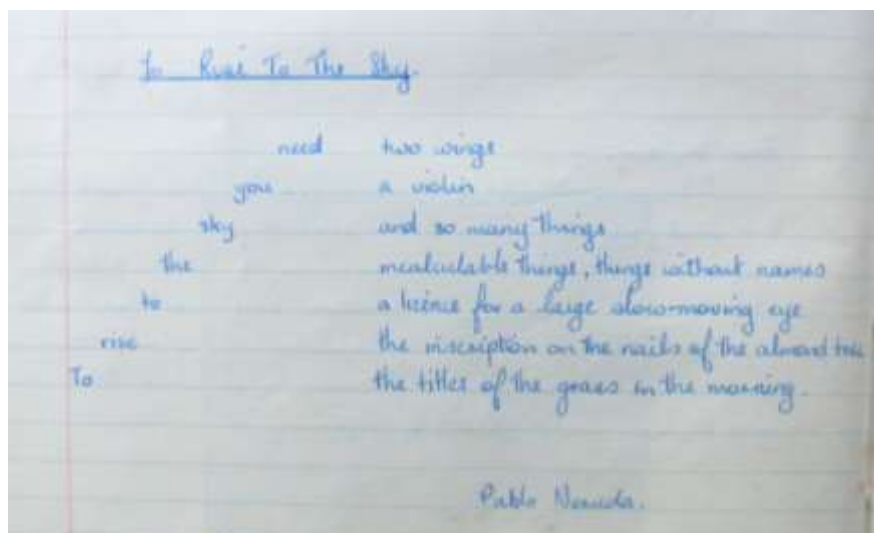 To Rise To The Sky.
need two wings
you a violin
sky and so many things
the incalculable things, things without names
to a licence for a large slow-moving eye
rise the inscription on the nails of the almond tree
To the titles of the grass in the morning.
Pablo Neruda.